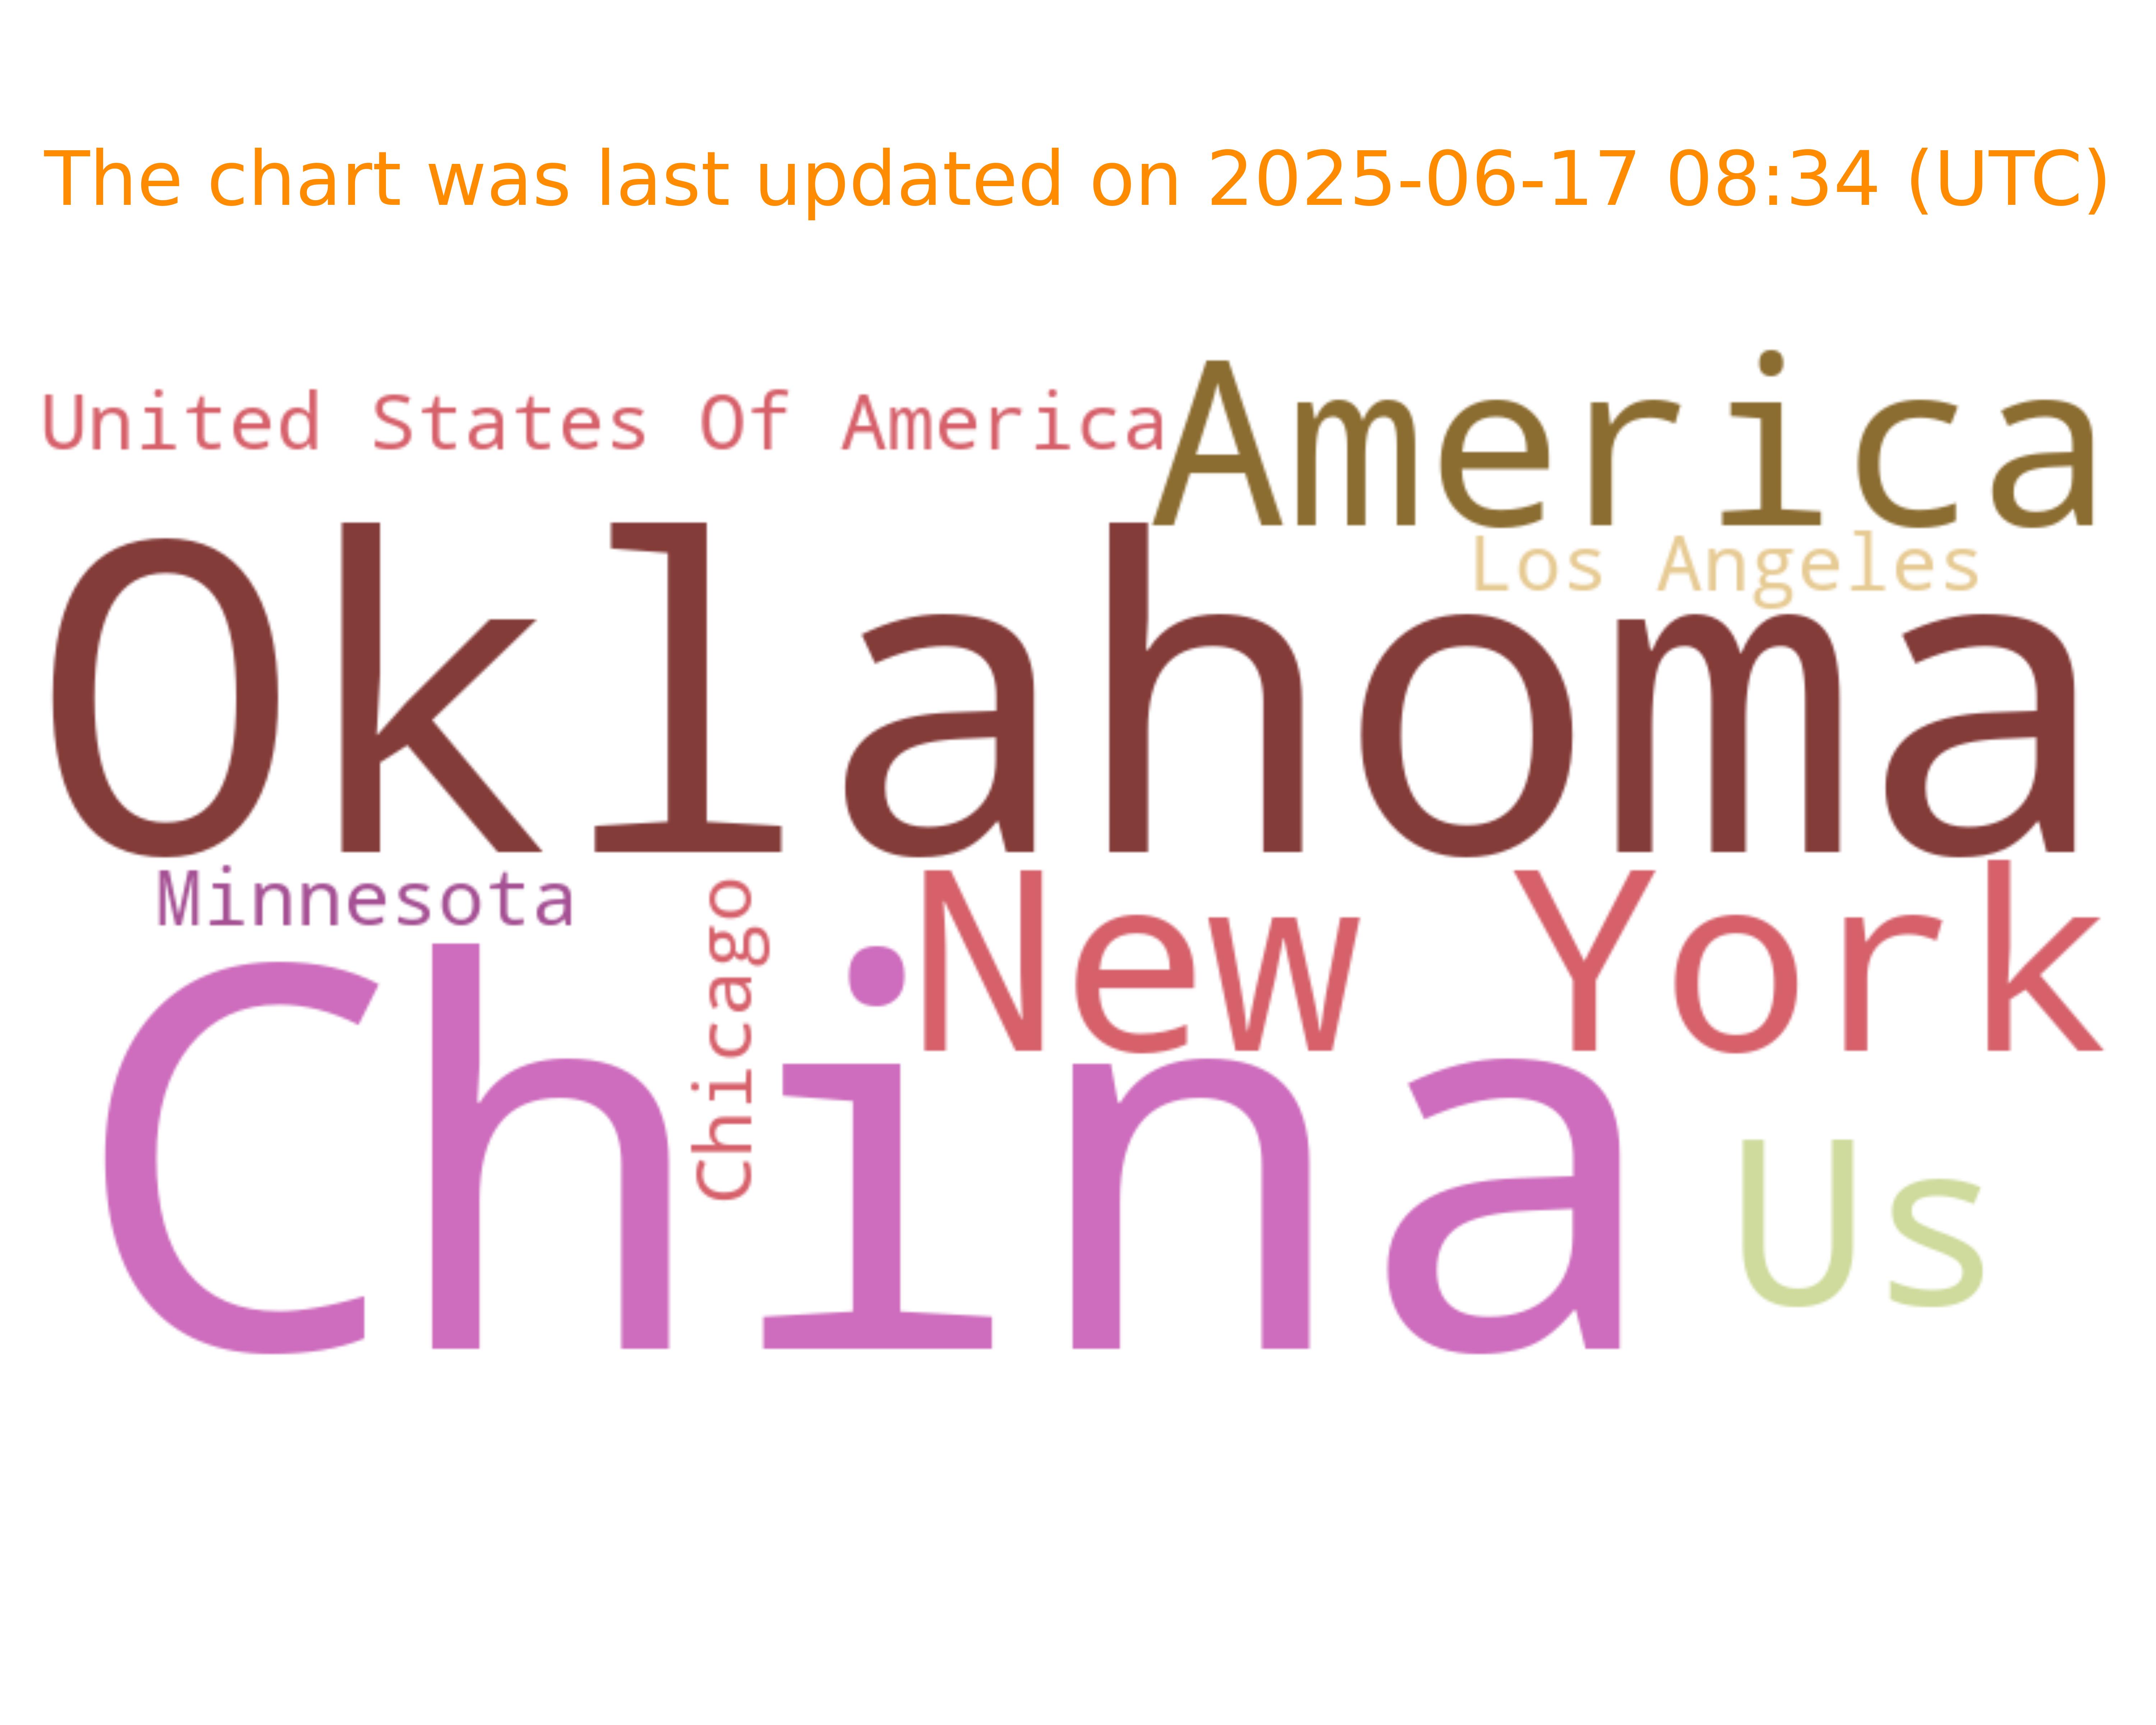 The chart was last updated on 2025-06-17 08:34 (UTC)
United States Of America
America
Los Angeles
Oklahoma
Minnesota
Chicago
New York
China
Us